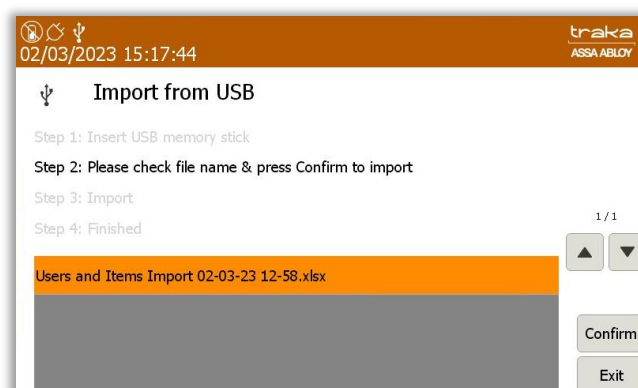 traka
ASSA ABLOY
02/03/2023 15:17:44
Import from USB
Step 1: Insert USB memory stick
Step 2: Please check file name & press Confirm to import
Step 3: Import
Step 4: Finished
1 / 1
Users and Items Import 02-03-23 12-58.xlsx
Confirm
Exit